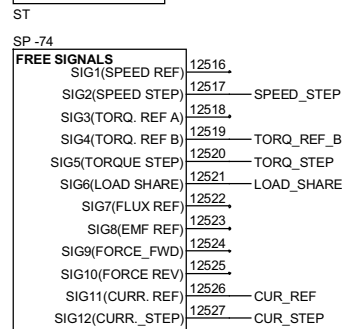 ST
SP -74
FREE SIGNALS
SIG1(SPEED REF) 12516
SIG2(SPEED STEP) 12517 SPEED_STEP
SIG3(TORQ. REF A) 12518
SIG4(TORQ. REF B) 12519 TORQ_REF_B
SIG5(TORQUE STEP) 12520 TORQ_STEP
SIG6(LOAD SHARE) 12521 LOAD_SHARE
SIG7(FLUX REF) 12522
SIG8(EMF REF) 12523
SIG9(FORCE_FWD) 12524
SIG10(FORCE REV) 12525
SIG11(CURR. REF) 12526 CUR_REF
SIG12(CURR._STEP) 12527 CUR_STEP